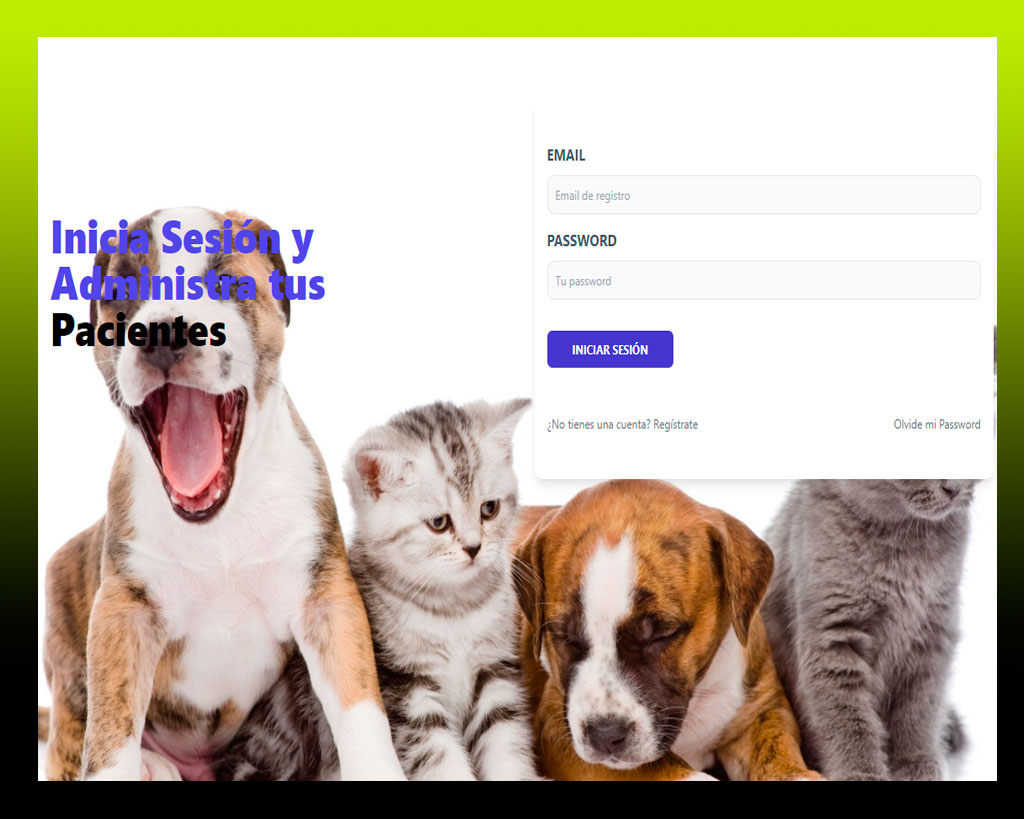 Inicia Sesión y
Administra tus
Pacientes
EMAIL
Email de registro
PASSWORD
Tu password
INICIAR SESIÓN
¿No tienes una cuenta? Regístrate
Olvide mi Password